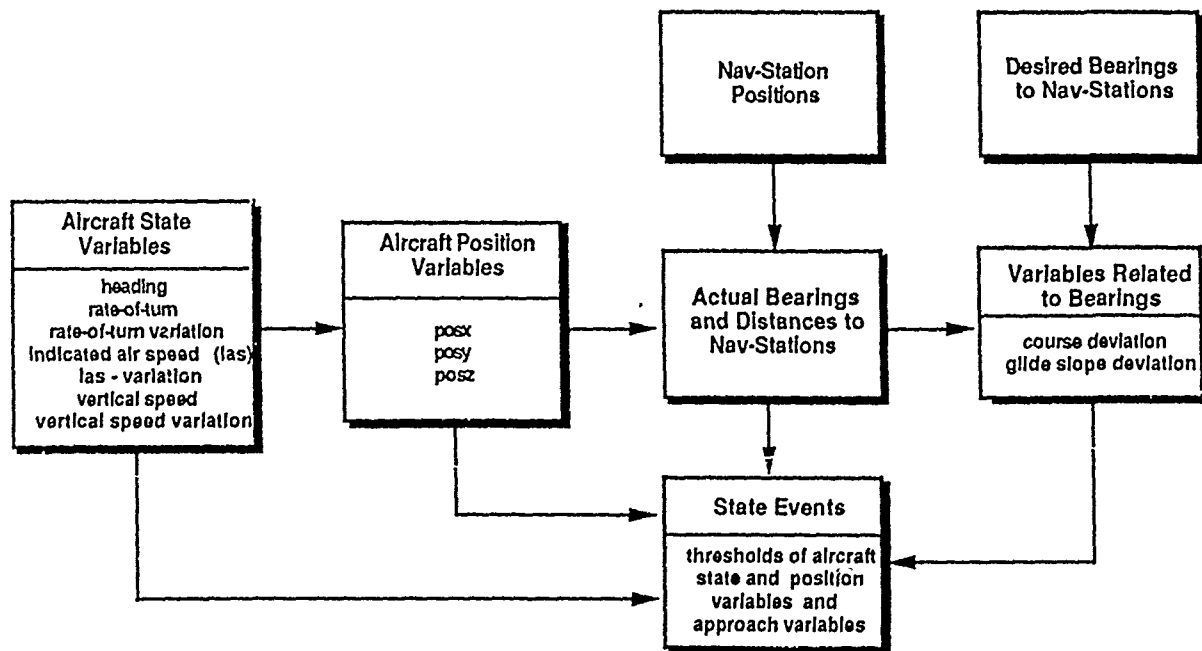 Nav-Station
Positions
Desired Bearings
to Nav-Stations
Aircraft State
Variables
heading
rate-of-turn
rate-of-turn variation
indicated air speed (ias)
ias - variation
vertical speed
vertical speed variation
Aircraft Position
Variables
posx
posy
posz
Actual Bearings
and Distances to
Nav-Stations
Variables Related
to Bearings
course deviation
glide slope deviation
State Events
thresholds of aircraft
state and position
variables and
approach variables